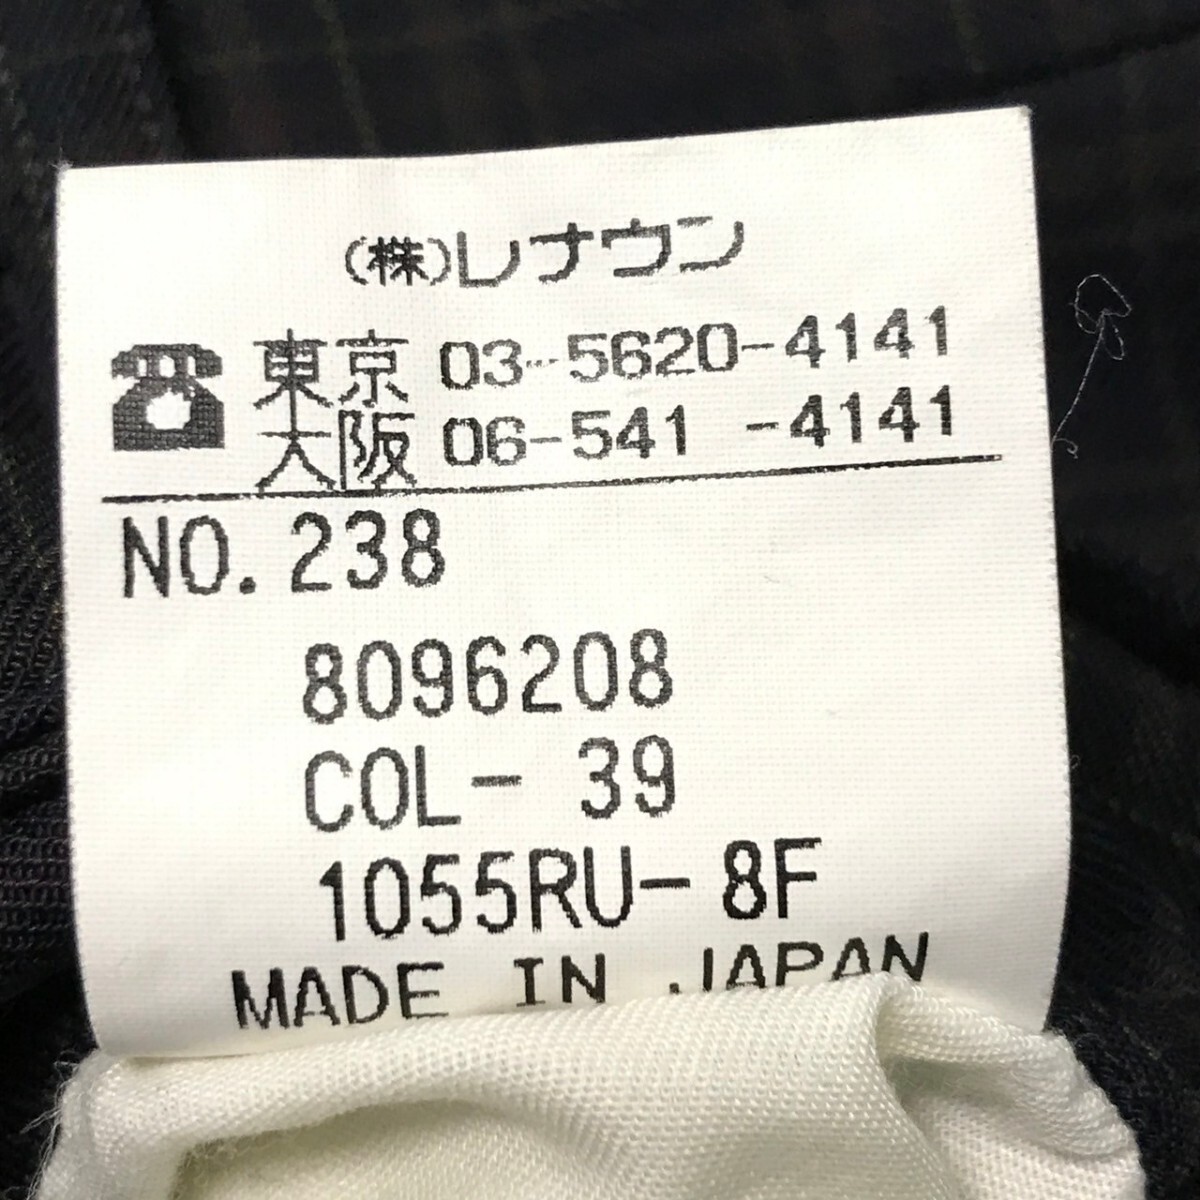 (株)レナウン
☎ 東京 03-5620-4141
大阪 06-541 -4141
NO. 238
8096208
COL- 39
1055RU- 8F
MADE IN JAPAN